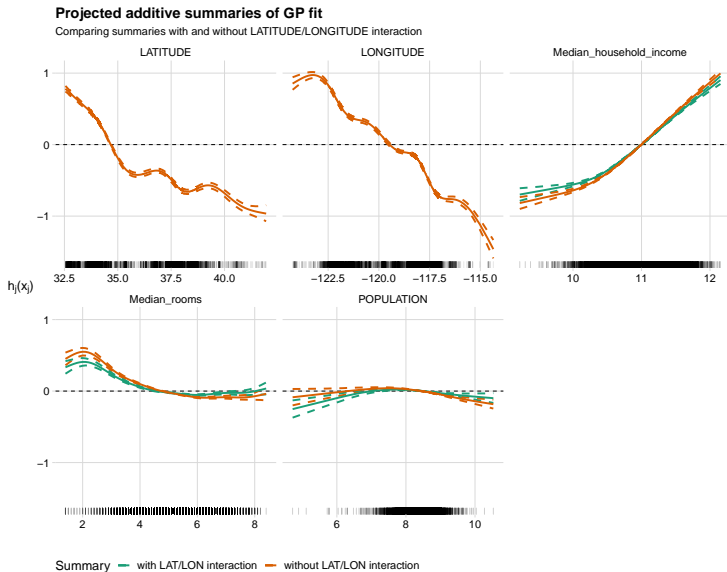 Projected additive summaries of GP fit
Comparing summaries with and without LATITUDE/LONGITUDE interaction
LATITUDE
LONGITUDE
Median_household_income
1
0
−1
32.5 35.0 37.5 40.0
−122.5 −120.0 −117.5 −115.0
10 11 12
hj(xj)
Median_rooms
POPULATION
1
0
−1
2 4 6 8
6 8 10
Summary with LAT/LON interaction without LAT/LON interaction